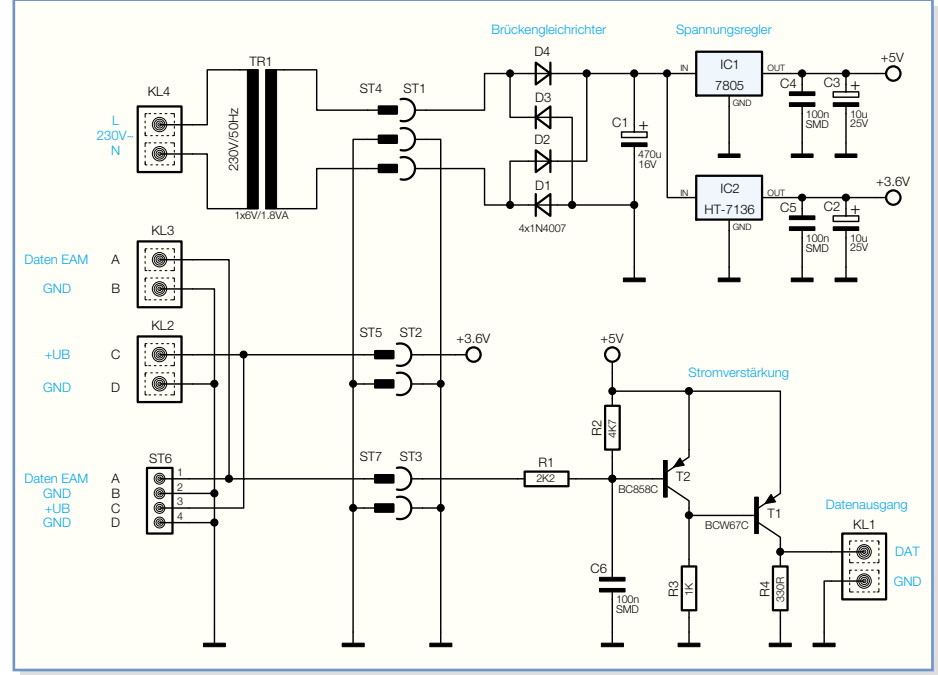 Brückengleichrichter
Spannungsregler
KL4
L
230V~
N
TR1
230V/50Hz
1x6V/1.8VA
ST4
ST1
D4
D3
D2
D1
4x1N4007
C1
+
470u
16V
IN
IC1
7805
OUT
GND
C4
100n
SMD
C3
+
10u
25V
+5V
IN
IC2
HT-7136
OUT
GND
C5
100n
SMD
C2
+
10u
25V
+3.6V
KL3
Daten EAM
A
GND
B
KL2
+UB
C
GND
D
ST5
ST2
+3.6V
ST6
Daten EAM
A
1
GND
B
2
+UB
C
3
GND
D
4
ST7
ST3
R1
2K2
+5V
R2
4K7
Stromverstärkung
BC858C
T2
BCW67C
T1
C6
100n
SMD
R3
1K
R4
330R
Datenausgang
KL1
DAT
GND